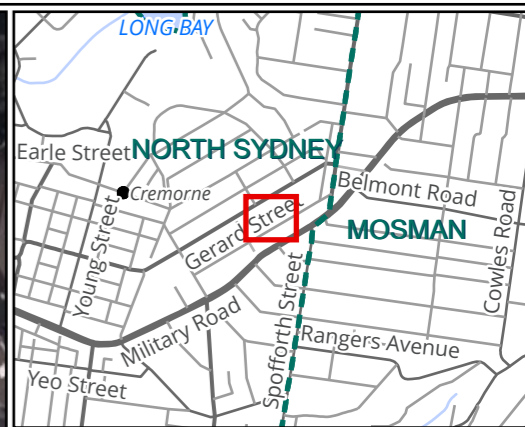 LONG BAY
Earle Street
NORTH SYDNEY
Cremorne
Belmont Road
Gerard Street
MOSMAN
Young Street
Cowles Road
Military Road
Spofforth Street
Rangers Avenue
Yeo Street